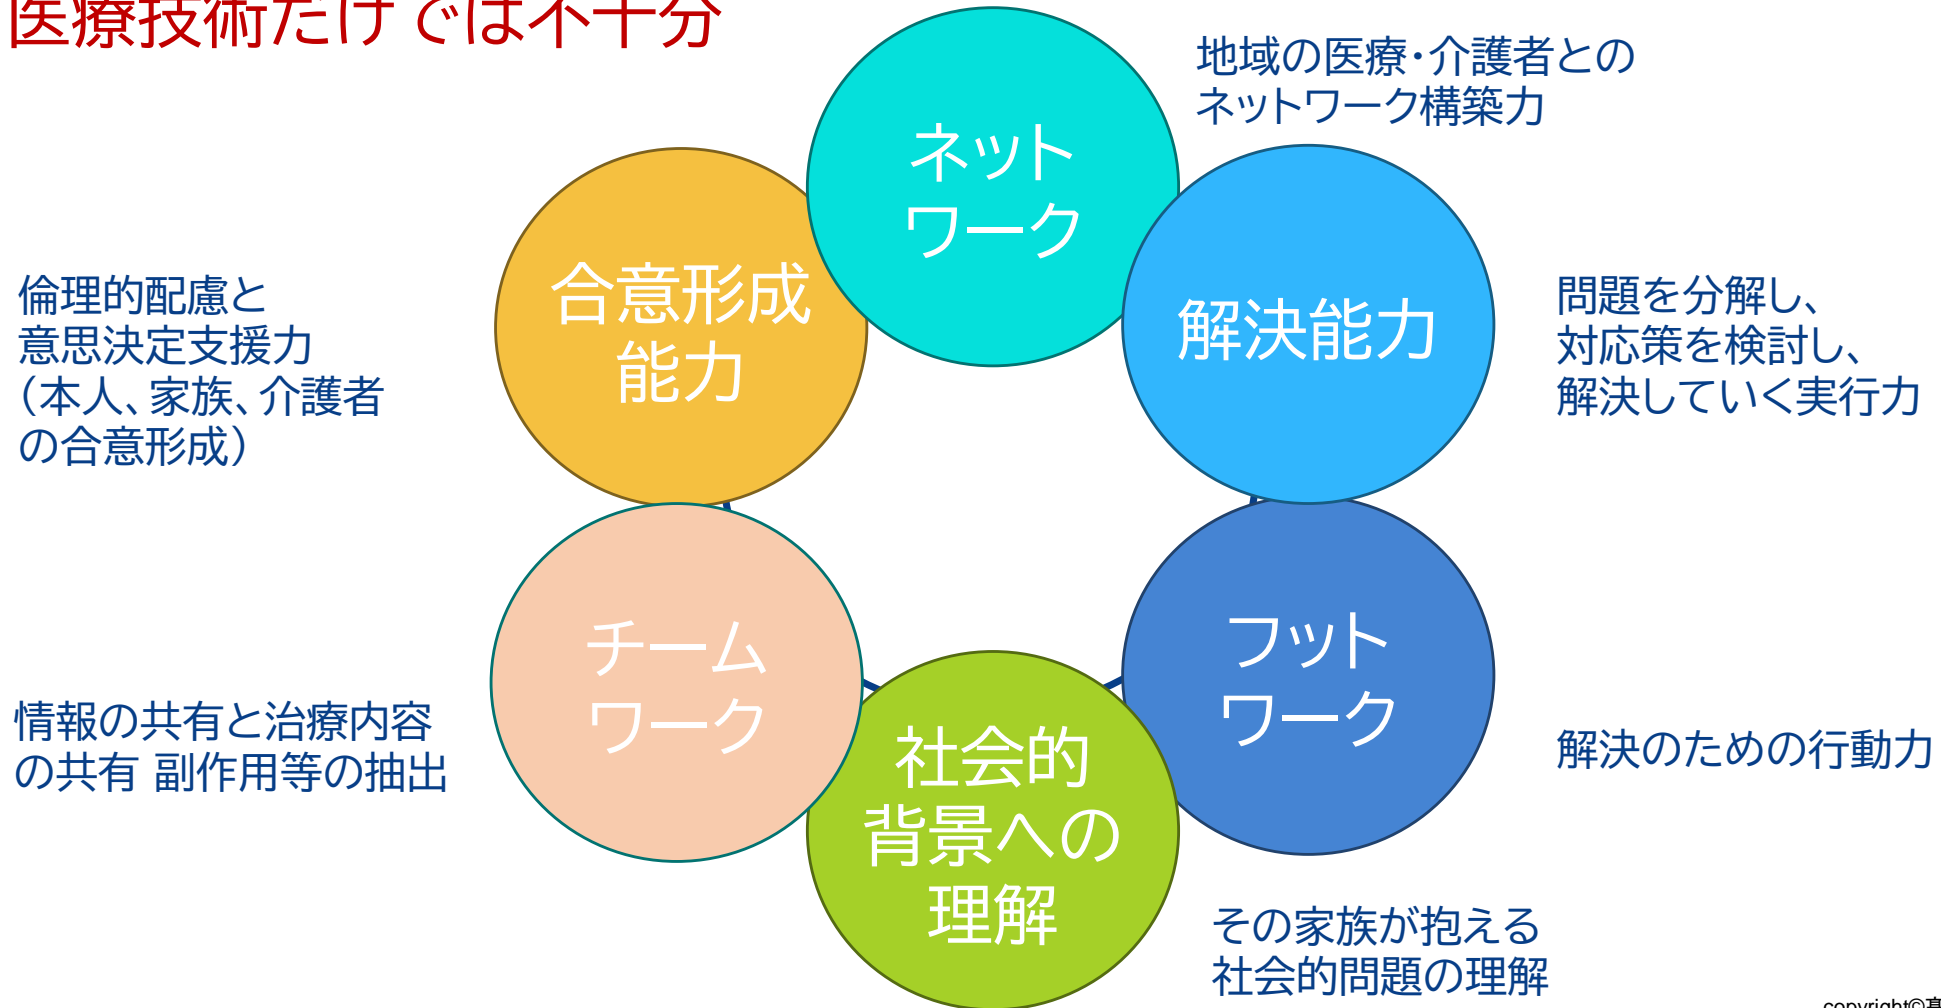 医療技術だけでは不十分
ネット
ワーク
地域の医療・介護者との
ネットワーク構築力
解決能力
問題を分解し、
対応策を検討し、
解決していく実行力
フット
ワーク
解決のための行動力
社会的
背景への
理解
その家族が抱える
社会的問題の理解
チーム
ワーク
情報の共有と治療内容
の共有 副作用等の抽出
合意形成
能力
倫理的配慮と
意思決定支援力
（本人、家族、介護者
の合意形成）
copyright©